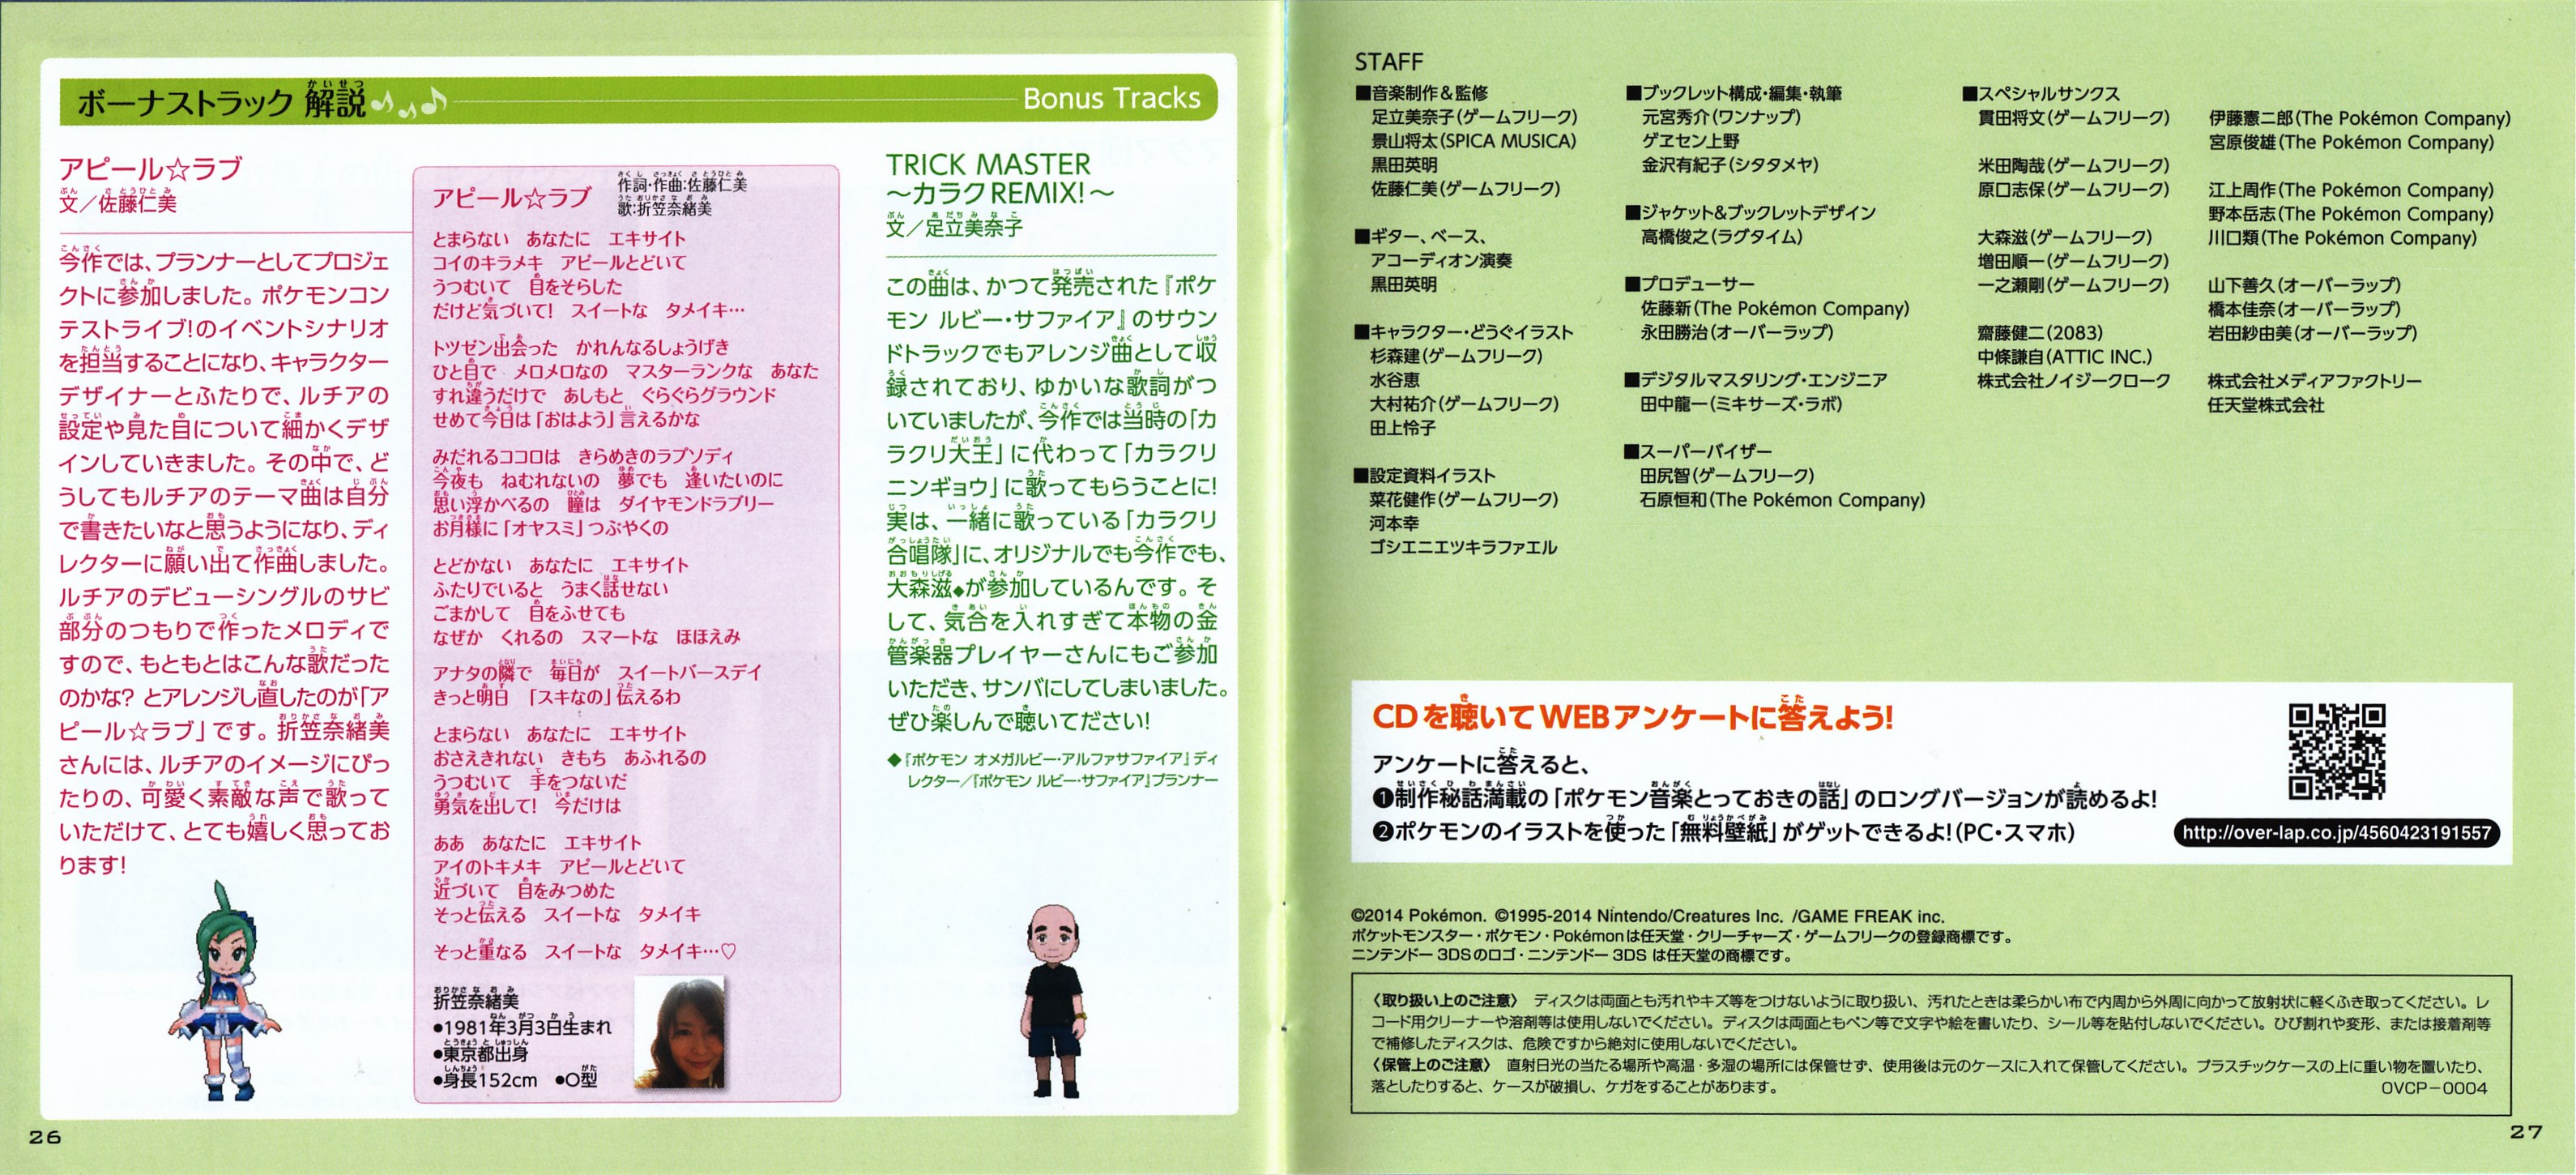 ボーナストラック 解説
Bonus Tracks
アピール☆ラブ
文／佐藤仁美
今作では、プランナーとしてプロジェ
クトに参加しました。ポケモンコン
テストライブ!のイベントシナリオ
を担当することになり、キャラクター
デザイナーとふたりで、ルチアの
設定や見た目について細かくデザ
インしていきました。その中で、ど
うしてもルチアのテーマ曲は自分
で書きたいなと思うようになり、ディ
レクターに願い出て作曲しました。
ルチアのデビューシングルのサビ
部分のつもりで作ったメロディで
すので、もともとはこんな歌だった
のかな? とアレンジし直したのが「ア
ピール☆ラブ」です。折笠奈緒美
さんには、ルチアのイメージにぴっ
たりの、可愛く素敵な声で歌って
いただけて、とても嬉しく思ってお
ります!
アピール☆ラブ
作詞・作曲:佐藤仁美
歌:折笠奈緒美
とまらない　あなたに　エキサイト
コイのキラメキ　アピールとどいて
うつむいて　目をそらした
だけど気づいて!　スイートな　タメイキ…
トツゼン出会った　かれんなるしょうげき
ひと目で　メロメロなの　マスターランクな　あなた
すれ違うだけで　あしもと　ぐらぐらグラウンド
せめて今日は「おはよう」言えるかな
みだれるココロは　きらめきのラブソディ
今夜も　ねむれないの　夢でも　逢いたいのに
思い浮かべるの　瞳は　ダイヤモンドラブリー
お月様に「オヤスミ」つぶやくの
とどかない　あなたに　エキサイト
ふたりでいると　うまく話せない
ごまかして　目をふせても
なぜか　くれるの　スマートな　ほほえみ
アナタの隣で　毎日が　スイートバースデイ
きっと明日　「スキなの」伝えるわ
とまらない　あなたに　エキサイト
おさえきれない　きもち　あふれるの
うつむいて　手をつないだ
勇気を出して!　今だけは
ああ　あなたに　エキサイト
アイのトキメキ　アピールとどいて
近づいて　目をみつめた
そっと伝える　スイートな　タメイキ
そっと重なる　スイートな　タメイキ…♡
折笠奈緒美
●1981年3月3日生まれ
●東京都出身
●身長152cm　●O型
TRICK MASTER
～カラクREMIX!～
文／足立美奈子
この曲は、かつて発売された『ポケ
モン ルビー・サファイア』のサウン
ドトラックでもアレンジ曲として収
録されており、ゆかいな歌詞がつ
いていましたが、今作では当時の「カ
ラクリ大王」に代わって「カラクリ
ニンギョウ」に歌ってもらうことに!
実は、一緒に歌っている「カラクリ
合唱隊」に、オリジナルでも今作でも、
大森滋◆が参加しているんです。そ
して、気合を入れすぎて本物の金
管楽器プレイヤーさんにもご参加
いただき、サンバにしてしまいました。
ぜひ楽しんで聴いてださい!
◆『ポケモン オメガルビー・アルファサファイア』ディ
レクター／『ポケモン ルビー・サファイア』プランナー
26
STAFF
■音楽制作＆監修
足立美奈子(ゲームフリーク)
景山将太(SPICA MUSICA)
黒田英明
佐藤仁美(ゲームフリーク)
■ギター、ベース、
アコーディオン演奏
黒田英明
■キャラクター・どうぐイラスト
杉森建(ゲームフリーク)
水谷恵
大村祐介(ゲームフリーク)
田上怜子
■設定資料イラスト
菜花健作(ゲームフリーク)
河本幸
ゴシエニエツキラファエル
■ブックレット構成・編集・執筆
元宮秀介(ワンナップ)
ゲヱセン上野
金沢有紀子(シタタメヤ)
■ジャケット&ブックレットデザイン
高橋俊之(ラグタイム)
■プロデューサー
佐藤新(The Pokémon Company)
永田勝治(オーバーラップ)
■デジタルマスタリング・エンジニア
田中龍一(ミキサーズ・ラボ)
■スーパーバイザー
田尻智(ゲームフリーク)
石原恒和(The Pokémon Company)
■スペシャルサンクス
貫田将文(ゲームフリーク)
米田陶哉(ゲームフリーク)
原口志保(ゲームフリーク)
大森滋(ゲームフリーク)
増田順一(ゲームフリーク)
一之瀬剛(ゲームフリーク)
齋藤健二(2083)
中條謙自(ATTIC INC.)
株式会社ノイジークローク
伊藤憲二郎(The Pokémon Company)
宮原俊雄(The Pokémon Company)
江上周作(The Pokémon Company)
野本岳志(The Pokémon Company)
川口類(The Pokémon Company)
山下善久(オーバーラップ)
橋本佳奈(オーバーラップ)
岩田紗由美(オーバーラップ)
株式会社メディアファクトリー
任天堂株式会社
CDを聴いてWEBアンケートに答えよう!
アンケートに答えると、
❶制作秘話満載の「ポケモン音楽とっておきの話」のロングバージョンが読めるよ!
❷ポケモンのイラストを使った「無料壁紙」がゲットできるよ!(PC・スマホ)
http://over-lap.co.jp/4560423191557
©2014 Pokémon. ©1995-2014 Nintendo/Creatures Inc. /GAME FREAK inc.
ポケットモンスター・ポケモン・Pokémonは任天堂・クリーチャーズ・ゲームフリークの登録商標です。
ニンテンドー3DSのロゴ・ニンテンドー3DS は任天堂の商標です。
〈取り扱い上のご注意〉 ディスクは両面とも汚れやキズ等をつけないように取り扱い、汚れたときは柔らかい布で内周から外周に向かって放射状に軽くふき取ってください。レ
コード用クリーナーや溶剤等は使用しないでください。ディスクは両面ともペン等で文字や絵を書いたり、シール等を貼付しないでください。ひび割れや変形、または接着剤等
で補修したディスクは、危険ですから絶対に使用しないでください。
〈保管上のご注意〉 直射日光の当たる場所や高温・多湿の場所には保管せず、使用後は元のケースに入れて保管してください。プラスチックケースの上に重い物を置いたり、
落としたりすると、ケースが破損し、ケガをすることがあります。
OVCP-0004
27